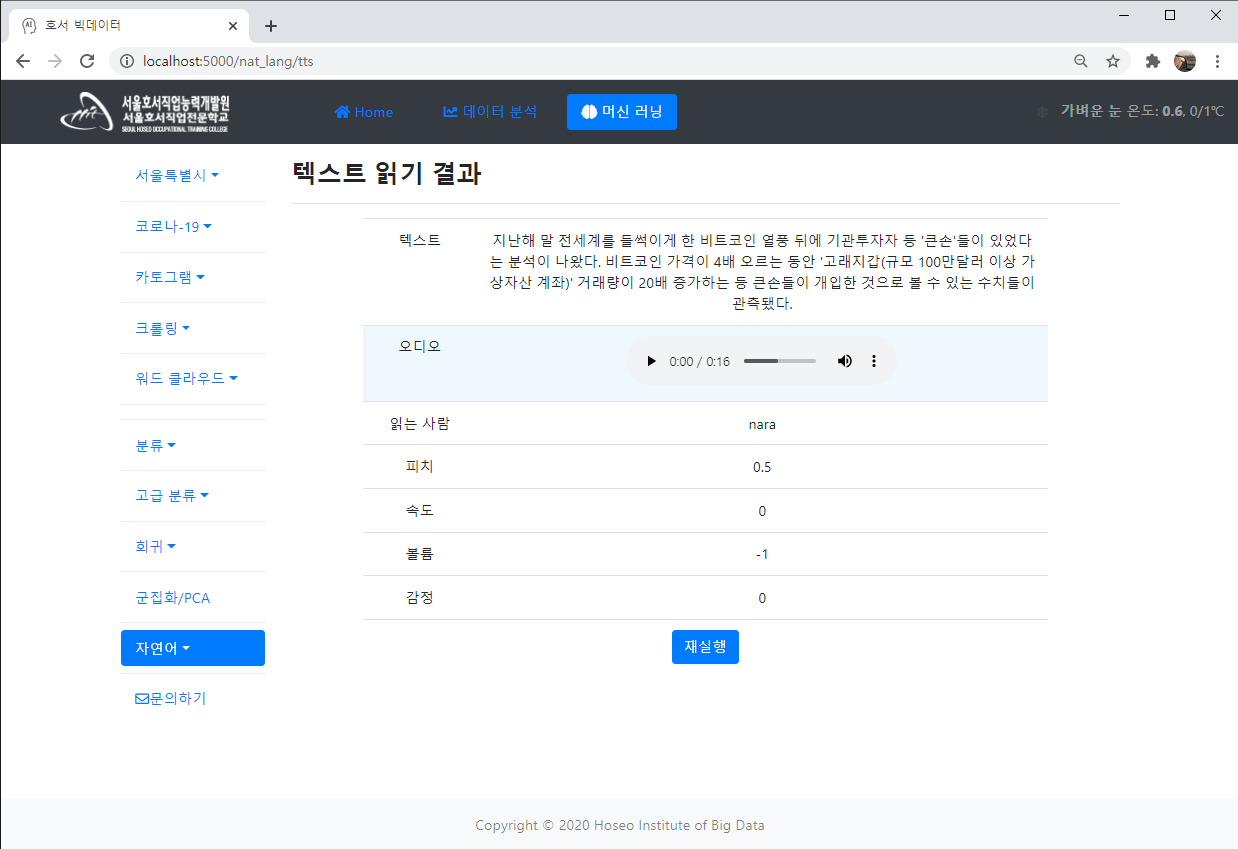 호서 빅데이터
localhost:5000/nat_lang/tts
서울호서직업능력개발원
서울호서직업전문학교
SEOUL HOSEO OCCUPATIONAL TRAINING COLLEGE
Home
데이터 분석
머신 러닝
가벼운 눈 온도: 0.6, 0/1℃
서울특별시
코로나-19
카토그램
크롤링
워드 클라우드
분류
고급 분류
회귀
군집화/PCA
자연어
문의하기
텍스트 읽기 결과
텍스트
지난해 말 전세계를 들썩이게 한 비트코인 열풍 뒤에 기관투자자 등 '큰손'들이 있었다
는 분석이 나왔다. 비트코인 가격이 4배 오르는 동안 '고래지갑(규모 100만달러 이상 가
상자산 계좌)' 거래량이 20배 증가하는 등 큰손들이 개입한 것으로 볼 수 있는 수치들이
관측됐다.
오디오
0:00 / 0:16
읽는 사람 nara
피치 0.5
속도 0
볼륨 -1
감정 0
재실행
Copyright © 2020 Hoseo Institute of Big Data